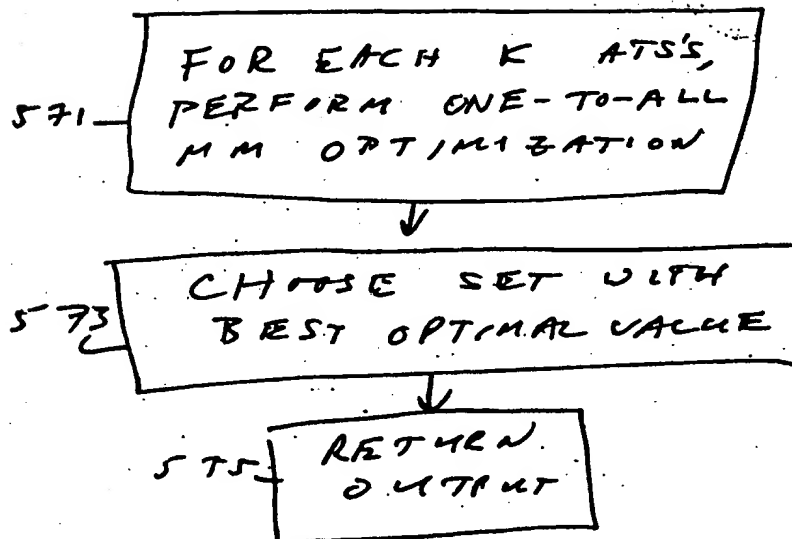 571
FOR EACH K ATS'S,
PERFORM ONE-TO-ALL
MM OPTIMIZATION
573
CHOOSE SET WITH
BEST OPTIMAL VALUE
575
RETURN
OUTPUT